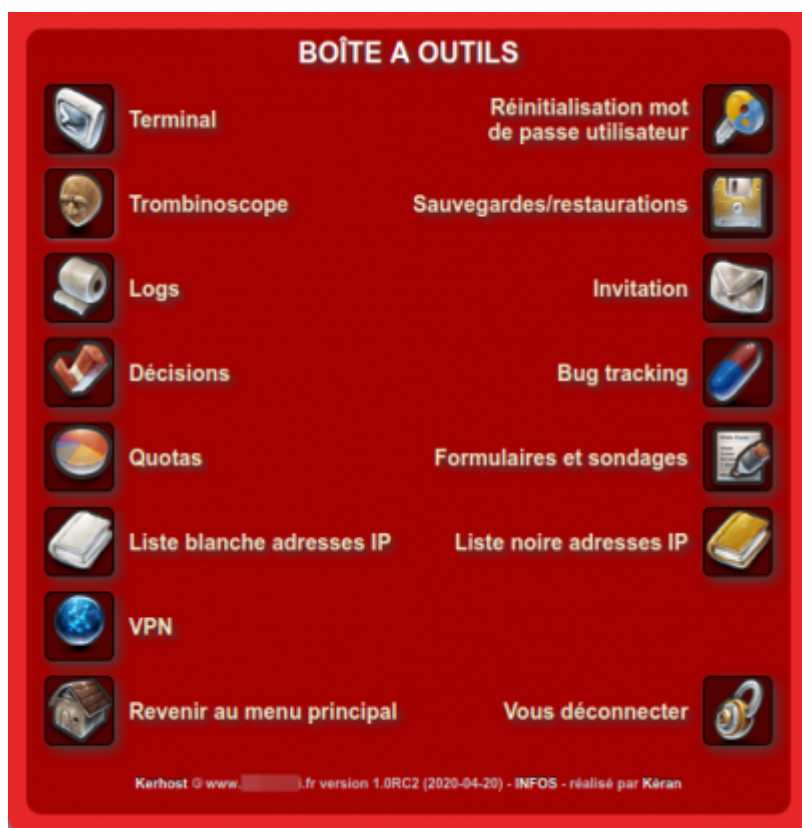 BOÎTE A OUTILS
Terminal
Réinitialisation mot
de passe utilisateur
Trombinoscope
Sauvegardes/restaurations
Logs
Invitation
Décisions
Bug tracking
Quotas
Formulaires et sondages
Liste blanche adresses IP
Liste noire adresses IP
VPN
Revenir au menu principal
Vous déconnecter
Kerhost © www. .fr version 1.0RC2 (2020-04-20) - INFOS - réalisé par Kéran